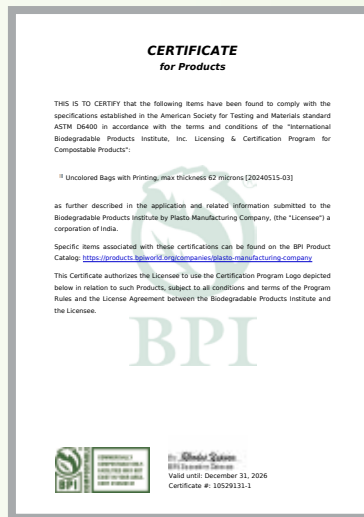 CERTIFICATE
for Products
THIS IS TO CERTIFY that the following Items have been found to comply with the
specifications established in the American Society for Testing and Materials standard
ASTM D6400 in accordance with the terms and conditions of the "International
Biodegradable Products Institute, Inc. Licensing & Certification Program for
Compostable Products":
Uncolored Bags with Printing, max thickness 62 microns [20240515-03]
as further described in the application and related information submitted to the
Biodegradable Products Institute by Plasto Manufacturing Company, (the "Licensee") a
corporation of India.
Specific items associated with these certifications can be found on the BPI Product
Catalog: https://products.bpiworld.org/companies/plasto-manufacturing-company
This Certificate authorizes the Licensee to use the Certification Program Logo depicted
below in relation to such Products, subject to all conditions and terms of the Program
Rules and the License Agreement between the Biodegradable Products Institute and
the Licensee.
BPI
BPI
Valid until: December 31, 2026
Certificate #: 10529131-1